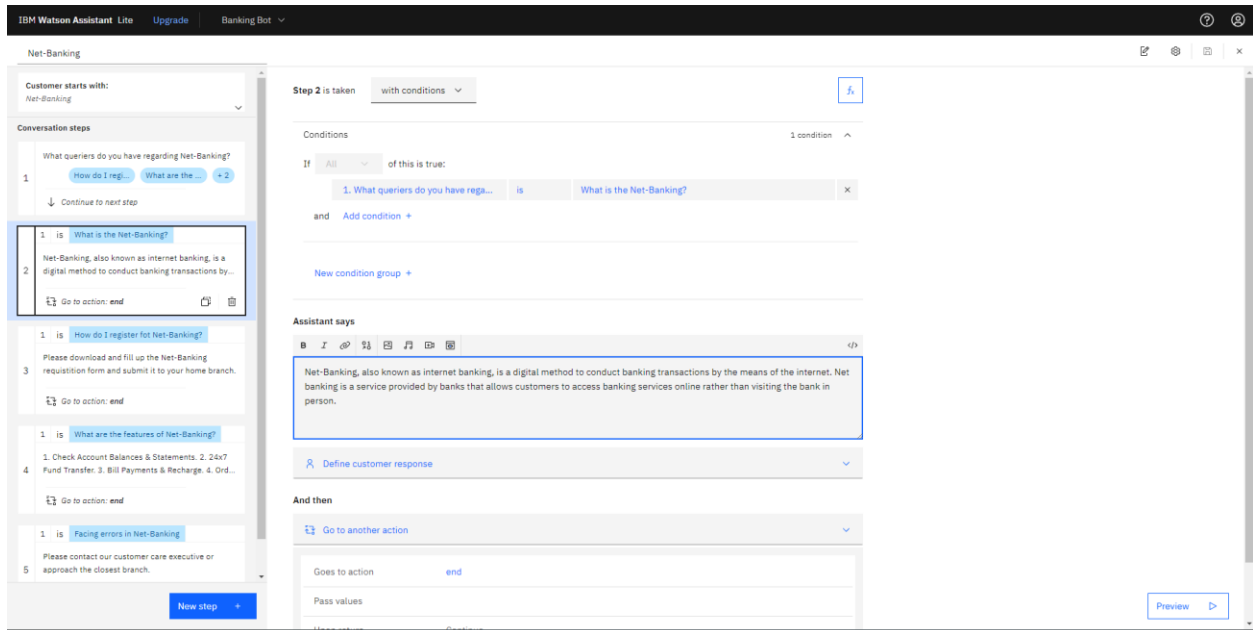 IBM Watson Assistant Lite Upgrade Banking Bot
Net-Banking
Customer starts with:
Net-Banking
Conversation steps
1
What queriers do you have regarding Net-Banking?
How do I regi... What are the ... + 2
Continue to next step
2
1 is What is the Net-Banking?
Net-Banking, also known as internet banking, is a
digital method to conduct banking transactions by...
Go to action: end
3
1 is How do I register fot Net-Banking?
Please download and fill up the Net-Banking
requistition form and submit it to your home branch.
Go to action: end
4
1 is What are the features of Net-Banking?
1. Check Account Balances & Statements. 2. 24x7
Fund Transfer. 3. Bill Payments & Recharge. 4. Ord...
Go to action: end
5
1 is Facing errors in Net-Banking
Please contact our customer care executive or
approach the closest branch.
New step +
Step 2 is taken with conditions
fx
Conditions 1 condition
If All of this is true:
1. What queriers do you have rega... is What is the Net-Banking?
and Add condition +
New condition group +
Assistant says
B I
Net-Banking, also known as internet banking, is a digital method to conduct banking transactions by the means of the internet. Net
banking is a service provided by banks that allows customers to access banking services online rather than visiting the bank in
person.
Define customer response
And then
Go to another action
Goes to action end
Pass values
Preview